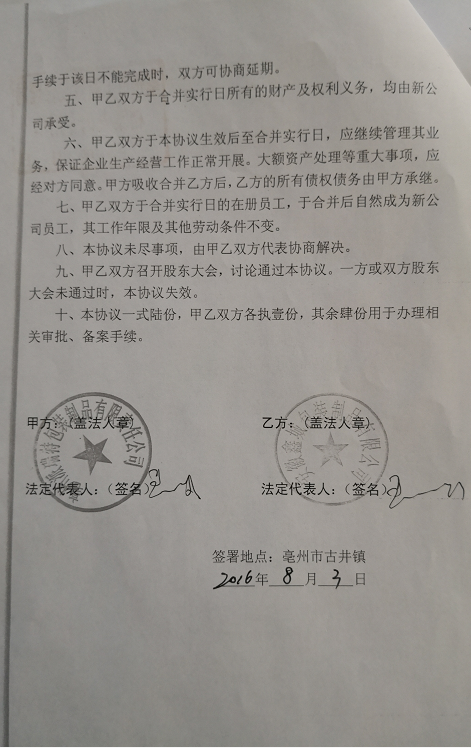 手续于该日不能完成时，双方可协商延期。
五、甲乙双方于合并实行日所有的财产及权利义务，均由新公
司承受。
六、甲乙双方于本协议生效后至合并实行日，应继续管理其业
务，保证企业生产经营工作正常开展。大额资产处理等重大事项，应
经对方同意。甲方吸收合并乙方后，乙方的所有债权债务由甲方承继。
七、甲乙双方于合并实行日的在册员工，于合并后自然成为新公
司员工，其工作年限及其他劳动条件不变。
八、本协议未尽事项，由甲乙双方代表协商解决。
九、甲乙双方召开股东大会，讨论通过本协议。一方或双方股东
大会未通过时，本协议失效。
十、本协议一式陆份，甲乙双方各执壹份，其余肆份用于办理相
关审批、备案手续。
甲方：（盖法人章）
包装制品有限责任公司
法定代表人：（签名）
乙方：（盖法人章）
包装制品有限公司
法定代表人：（签名）
签署地点：亳州市古井镇
2016年8月3日